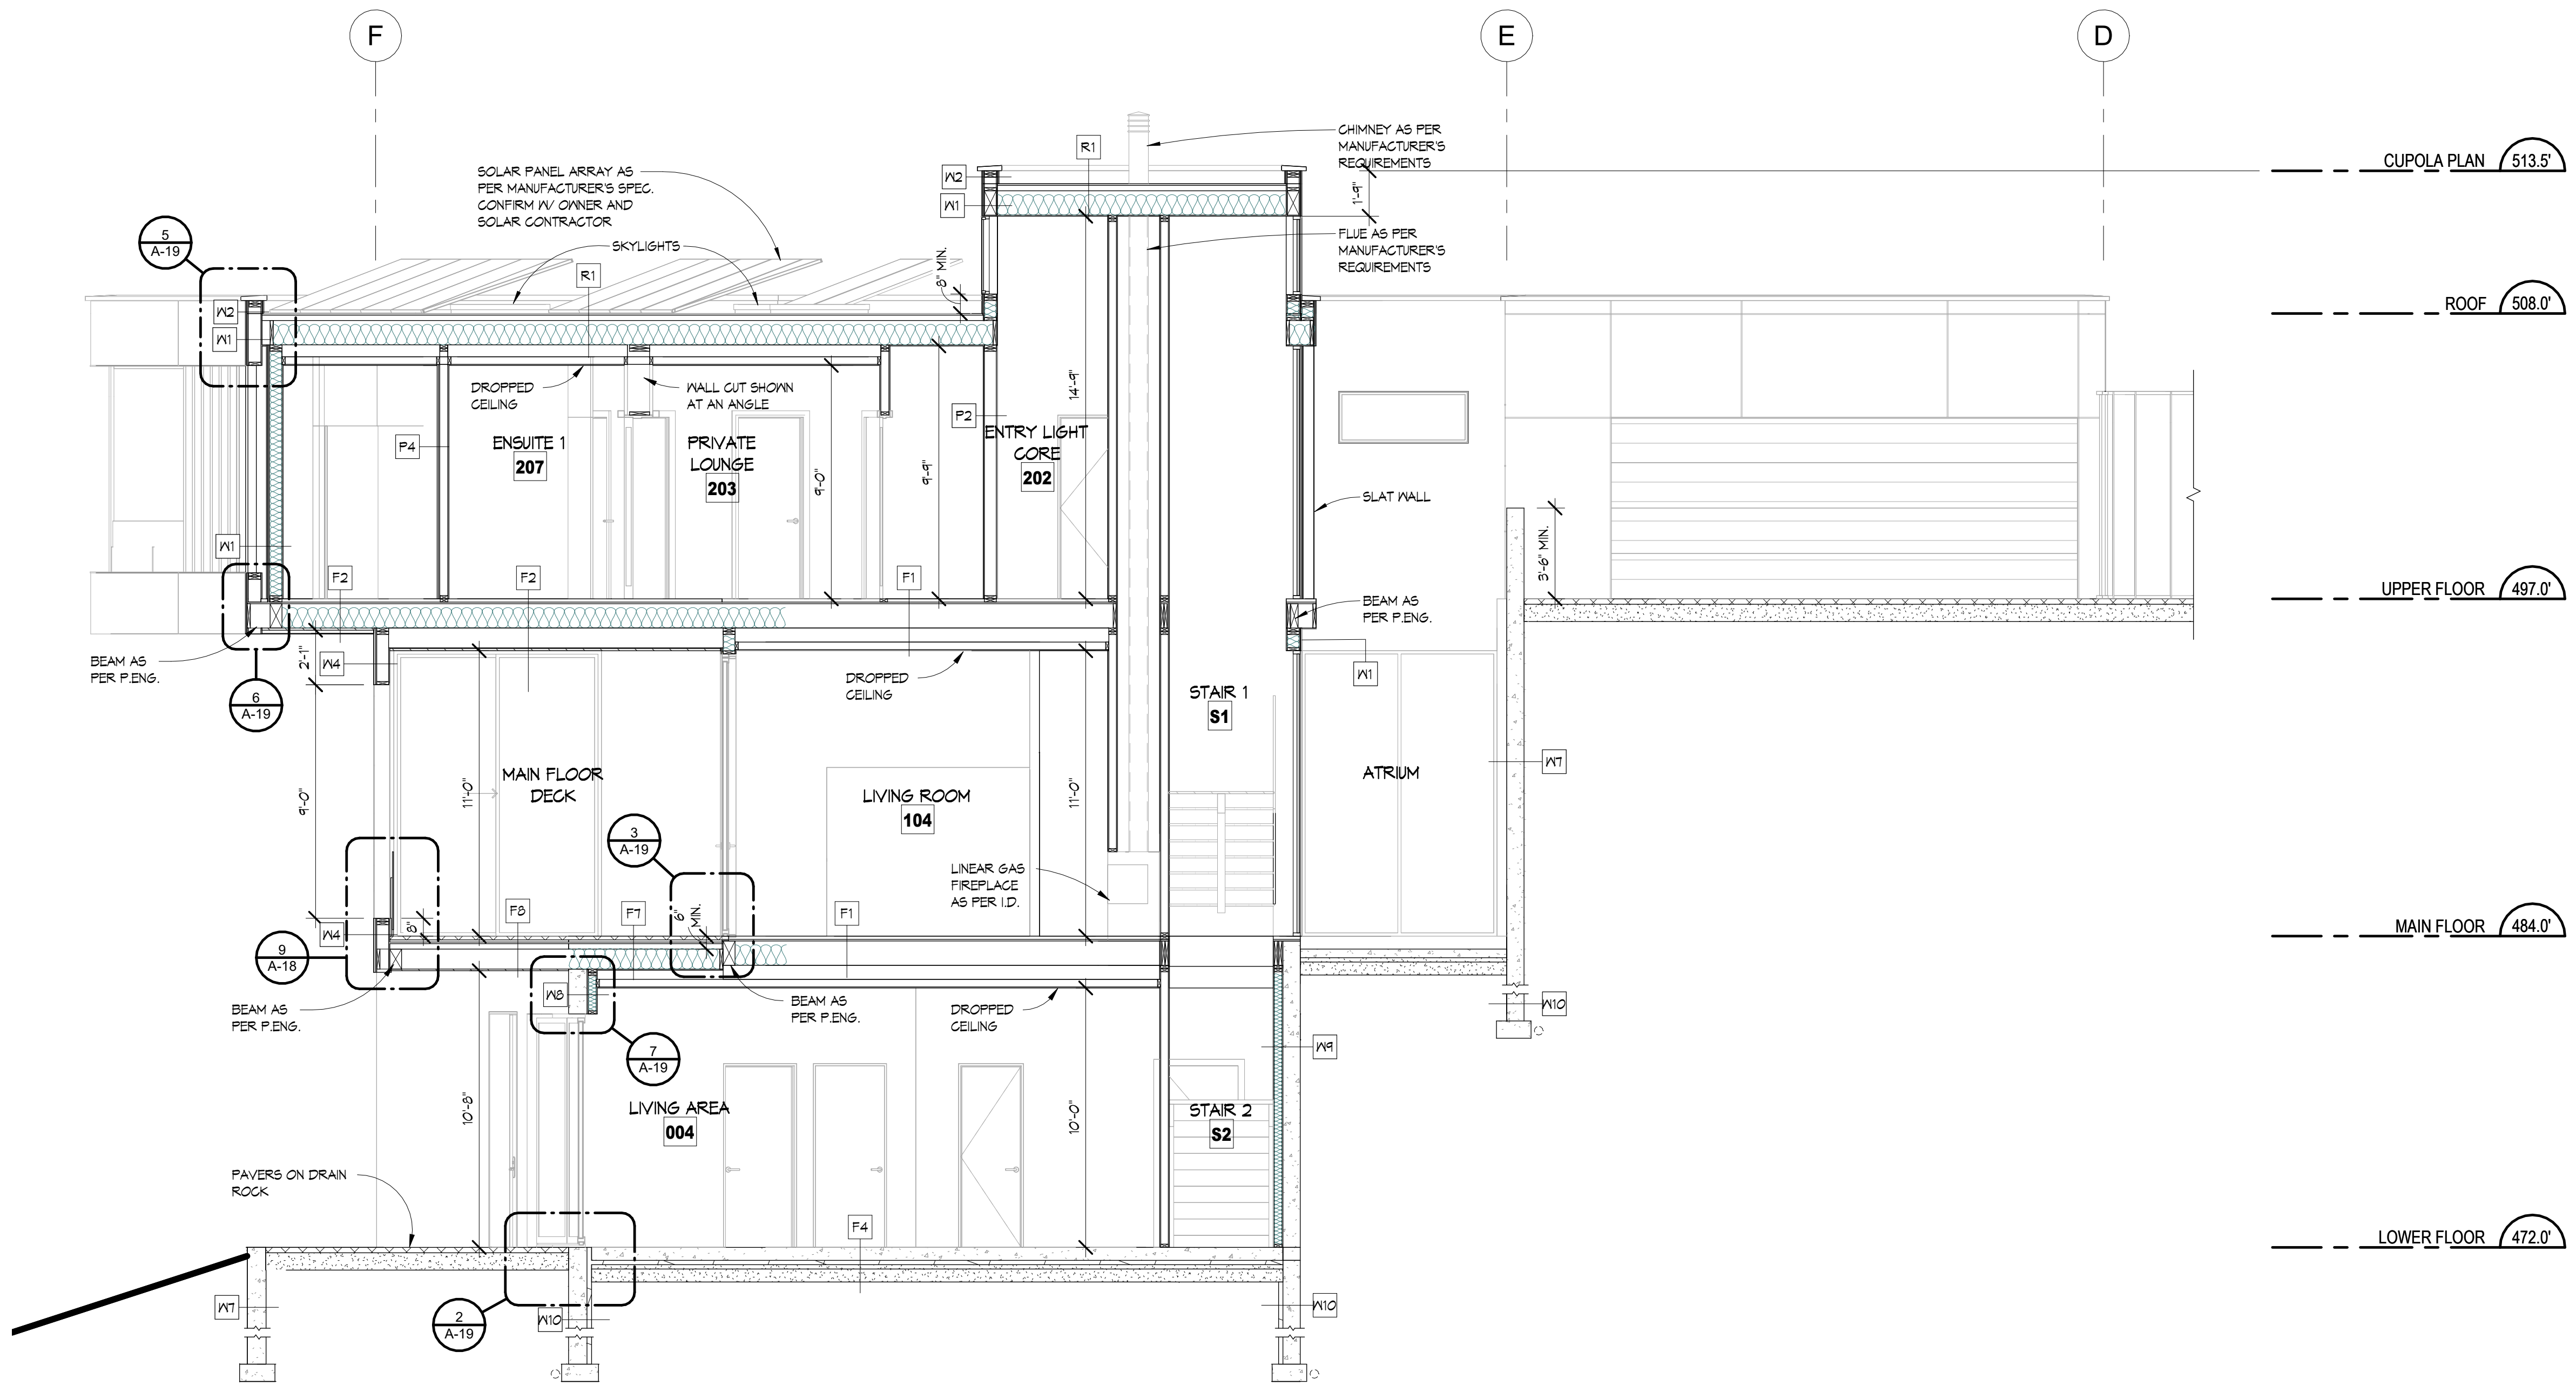 F
E
D
CHIMNEY AS PER
MANUFACTURER'S
REQUIREMENTS
R1
CUPOLA PLAN 513.5'
SOLAR PANEL ARRAY AS
PER MANUFACTURER'S SPEC.
CONFIRM W/ OWNER AND
SOLAR CONTRACTOR
W2
W1
1'-9"
5
A-19
SKYLIGHTS
FLUE AS PER
MANUFACTURER'S
REQUIREMENTS
R1
8" MIN.
W2
W1
ROOF 508.0'
DROPPED
CEILING
WALL CUT SHOWN
AT AN ANGLE
14'-9"
P4
ENSUITE 1
207
PRIVATE
LOUNGE
203
9'-0"
9'-9"
P2
ENTRY LIGHT
CORE
202
SLAT WALL
W1
3'-6" MIN.
F2
F2
F1
UPPER FLOOR 497.0'
BEAM AS
PER P.ENG.
BEAM AS
PER P.ENG.
2'-1"
W4
W1
6
A-19
DROPPED
CEILING
STAIR 1
S1
9'-0"
11'-0"
MAIN FLOOR
DECK
LIVING ROOM
104
11'-0"
ATRIUM
W7
3
A-19
LINEAR GAS
FIREPLACE
AS PER I.D.
F8
F7
6"
MIN.
F1
W4
8"
MAIN FLOOR 484.0'
9
A-18
W8
BEAM AS
PER P.ENG.
BEAM AS
PER P.ENG.
DROPPED
CEILING
W10
7
A-19
W9
10'-8"
LIVING AREA
004
10'-0"
STAIR 2
S2
PAVERS ON DRAIN
ROCK
F4
LOWER FLOOR 472.0'
W7
2
A-19
W10
W10